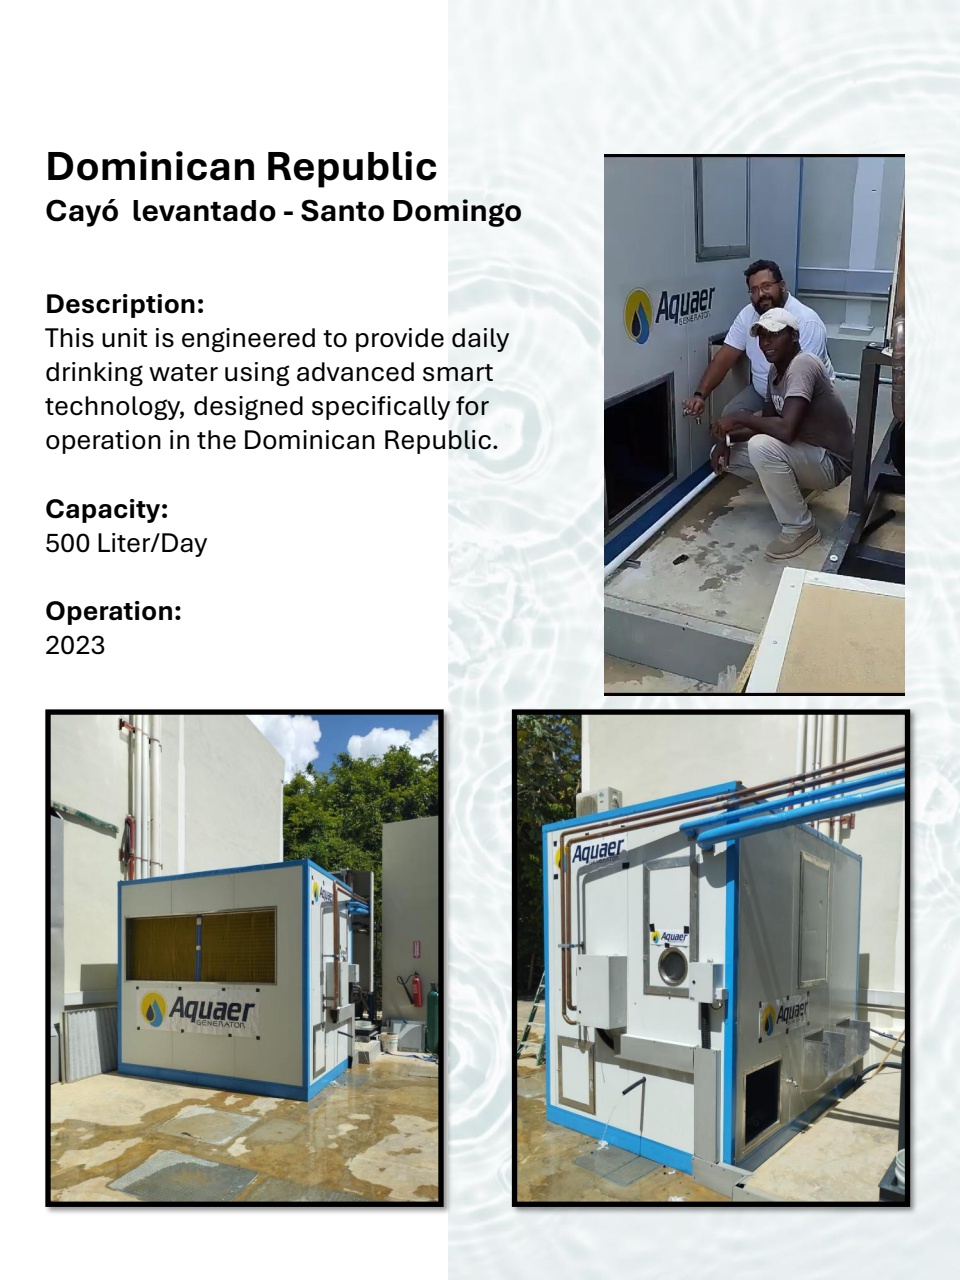 Dominican Republic
Cayó levantado - Santo Domingo
Description:
This unit is engineered to provide daily
drinking water using advanced smart
technology, designed specifically for
operation in the Dominican Republic.
Capacity:
500 Liter/Day
Operation:
2023
Aquaer
GENERATOR
Aquaer
Aquaer
GENERATOR
Aquaer
GENERATOR
Aquaer
Aquaer
GENERATOR